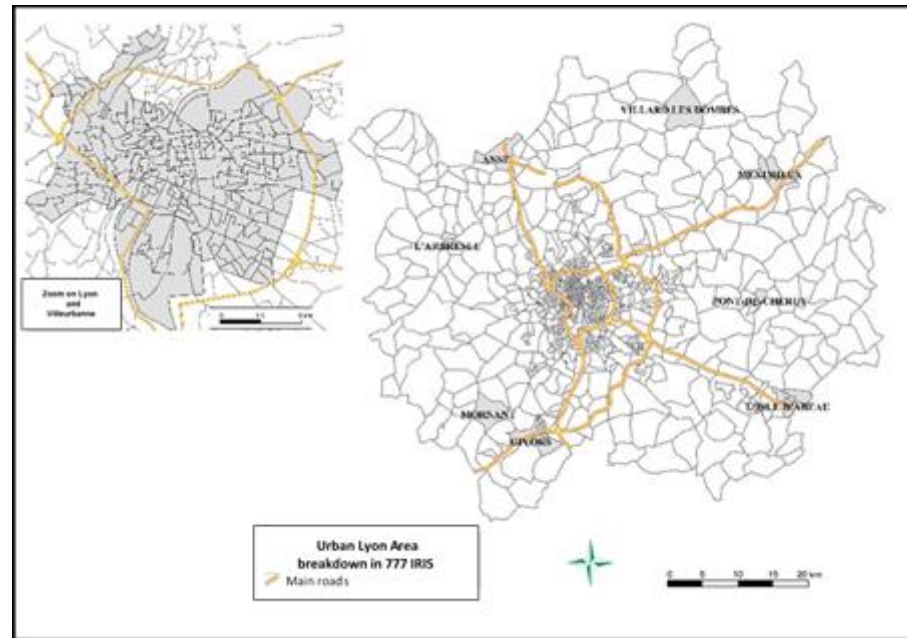 Zoom on Lyon
and
Villeurbanne
VILLARD LES DOMBES
ANSE
MEXIMIEUX
L'ARBRESLE
PONT-DE-CHERUY
L'ISLE D'ABEAU
MORNANT
GIVORS
Urban Lyon Area
breakdown in 777 IRIS
Main roads
0 5 10 15 20 km